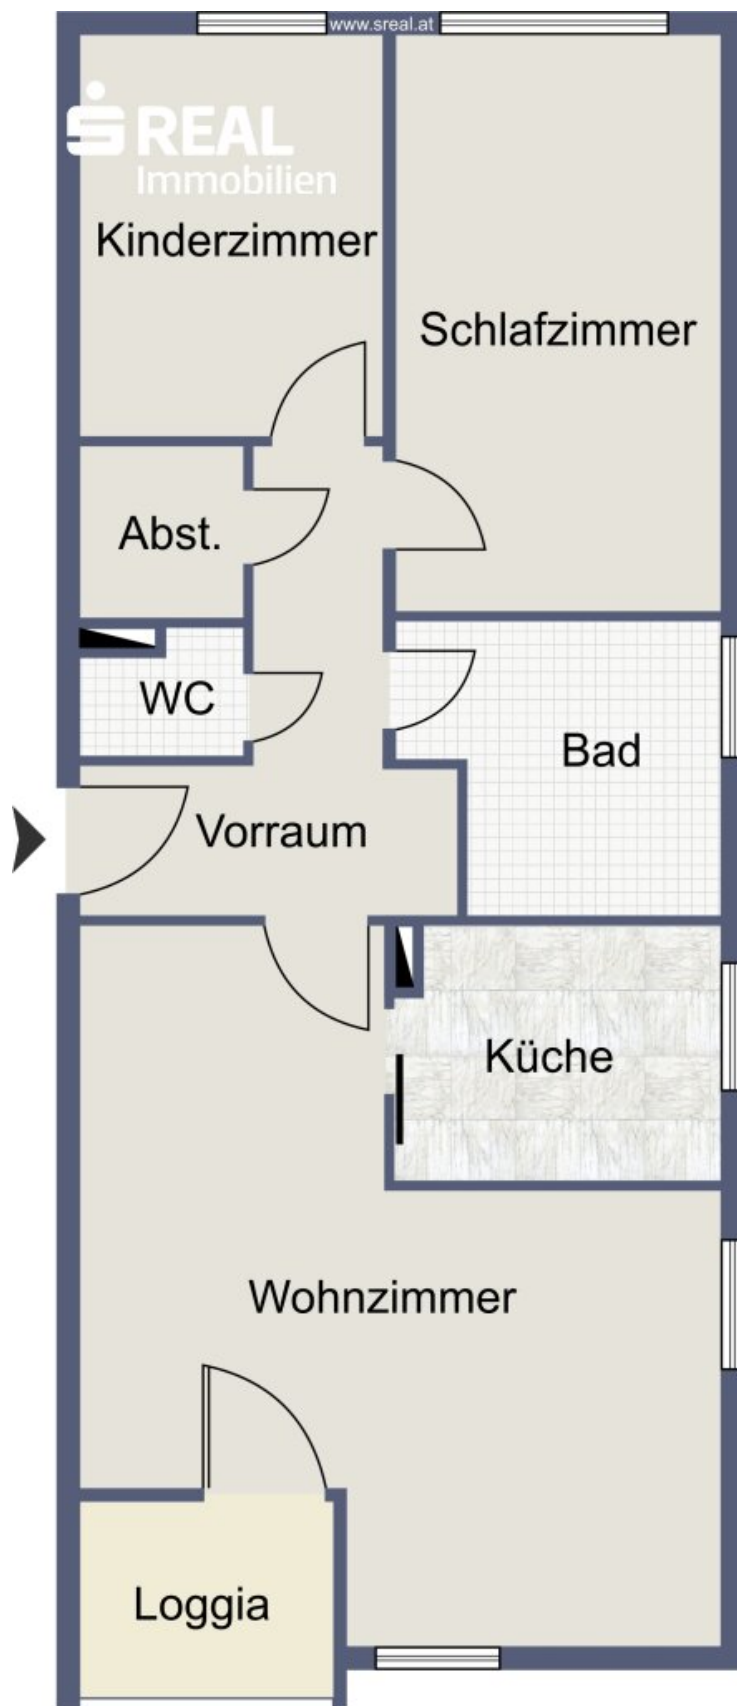 www.sreal.at
S REAL
Immobilien
Kinderzimmer
Schlafzimmer
Abst.
WC
Bad
Vorraum
Küche
Wohnzimmer
Loggia